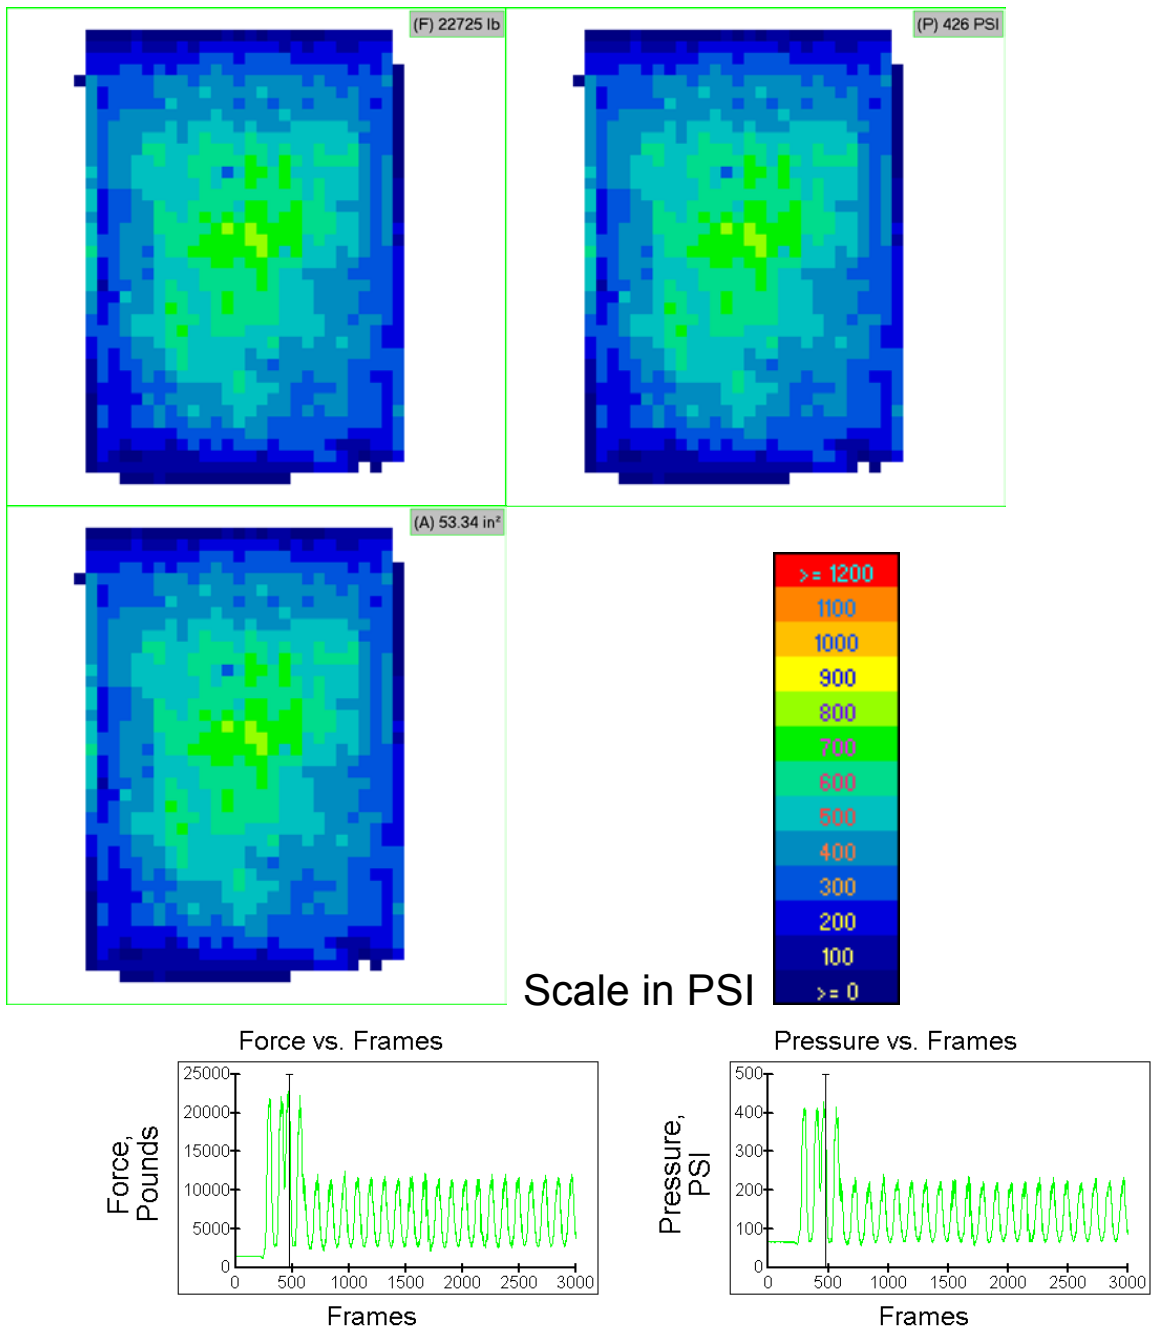 (F) 22725 lb
(P) 426 PSI
(A) 53.34 in²
>= 1200
1100
1000
900
800
700
600
500
400
300
200
100
>= 0
Scale in PSI
Force vs. Frames
25000
20000
15000
10000
5000
0
Force,
Pounds
0 500 1000 1500 2000 2500 3000
Frames
Pressure vs. Frames
500
400
300
200
100
0
Pressure,
PSI
0 500 1000 1500 2000 2500 3000
Frames